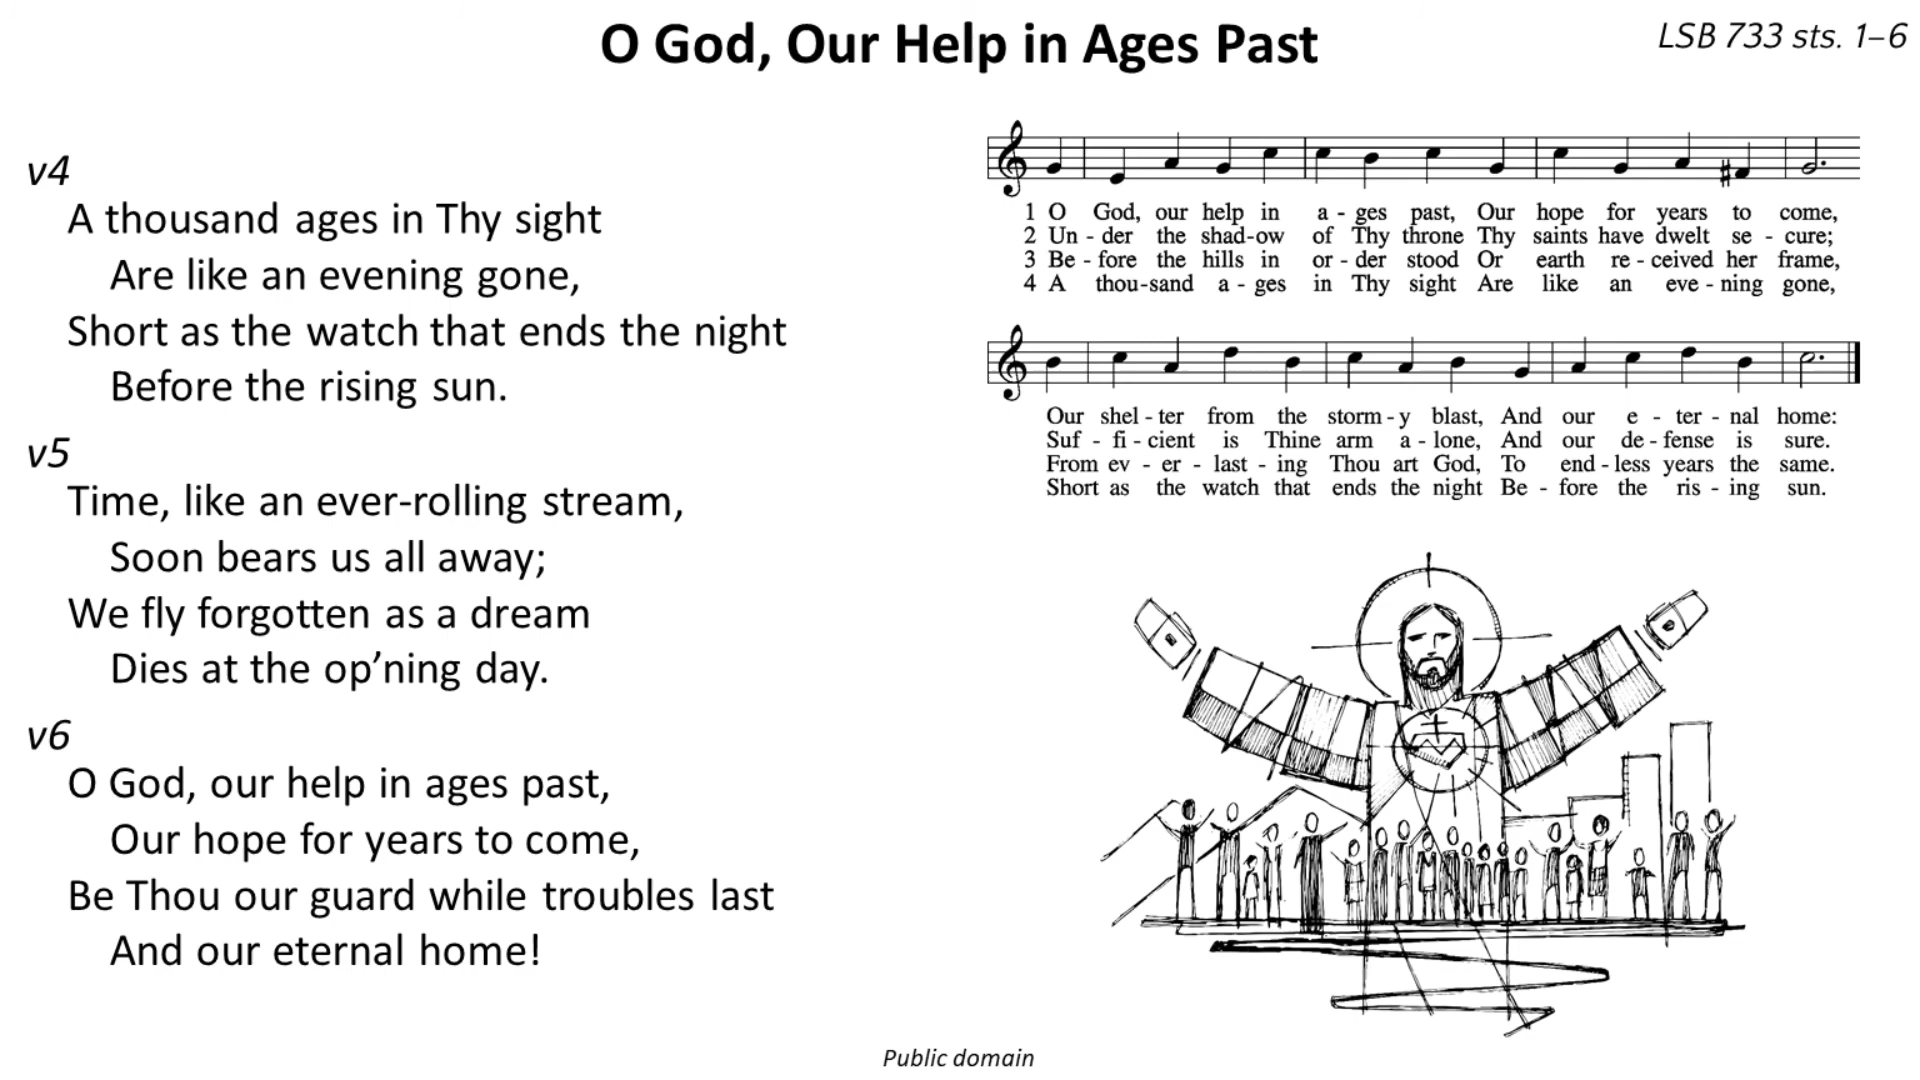 O God, Our Help in Ages Past
LSB 733 sts. 1–6
v4
A thousand ages in Thy sight
Are like an evening gone,
Short as the watch that ends the night
Before the rising sun.
v5
Time, like an ever-rolling stream,
Soon bears us all away;
We fly forgotten as a dream
Dies at the op’ning day.
v6
O God, our help in ages past,
Our hope for years to come,
Be Thou our guard while troubles last
And our eternal home!
1 O God, our help in a - ges past, Our hope for years to come,
2 Un - der the shad-ow of Thy throne Thy saints have dwelt se - cure;
3 Be - fore the hills in or - der stood Or earth re - ceived her frame,
4 A thou-sand a - ges in Thy sight Are like an eve - ning gone,
Our shel - ter from the storm - y blast, And our e - ter - nal home:
Suf - fi - cient is Thine arm a - lone, And our de - fense is sure.
From ev - er - last - ing Thou art God, To end - less years the same.
Short as the watch that ends the night Be - fore the ris - ing sun.
Public domain